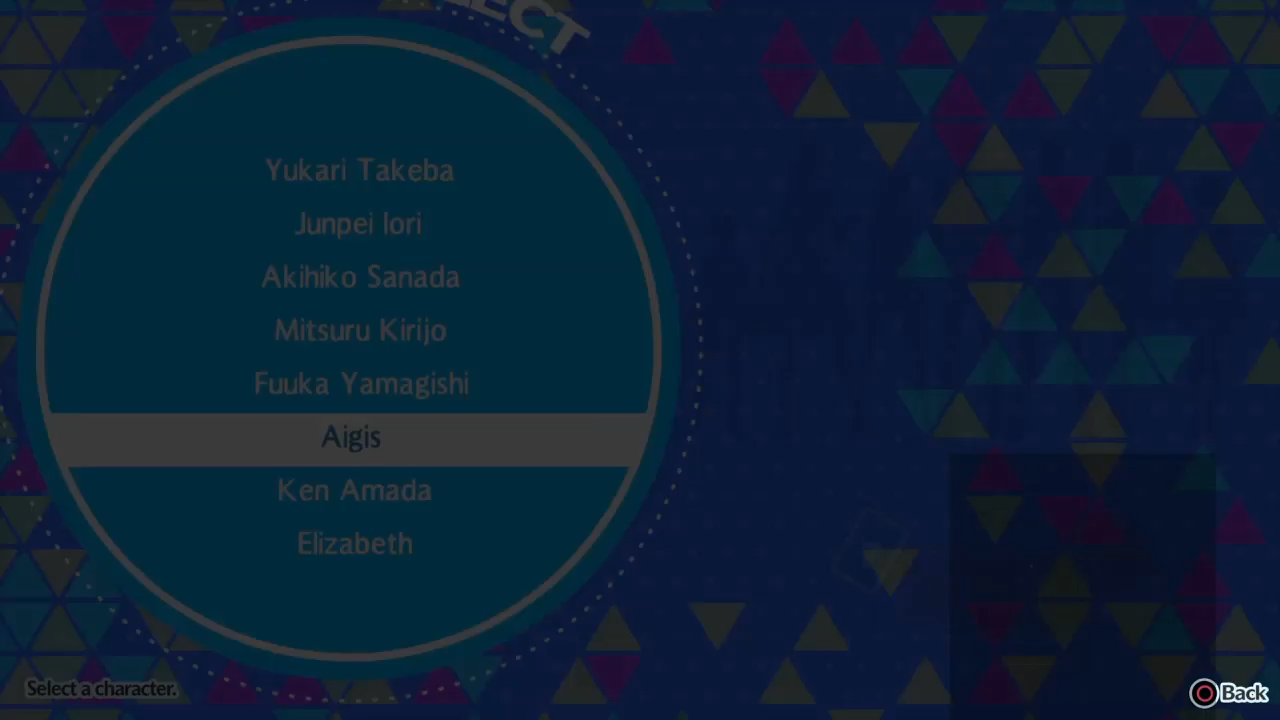 Yukari Takeba
Junpei Iori
Akihiko Sanada
Mitsuru Kirijo
Fuuka Yamagishi
Aigis
Ken Amada
Elizabeth
Select a character.
Back